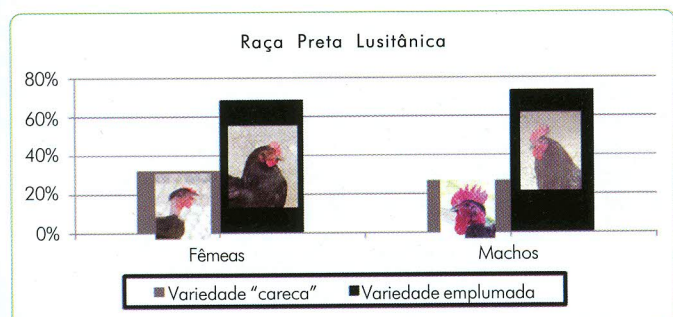 Raça Preta Lusitânica
80%
60%
40%
20%
0%
Fêmeas Machos
Variedade "careca" Variedade emplumada